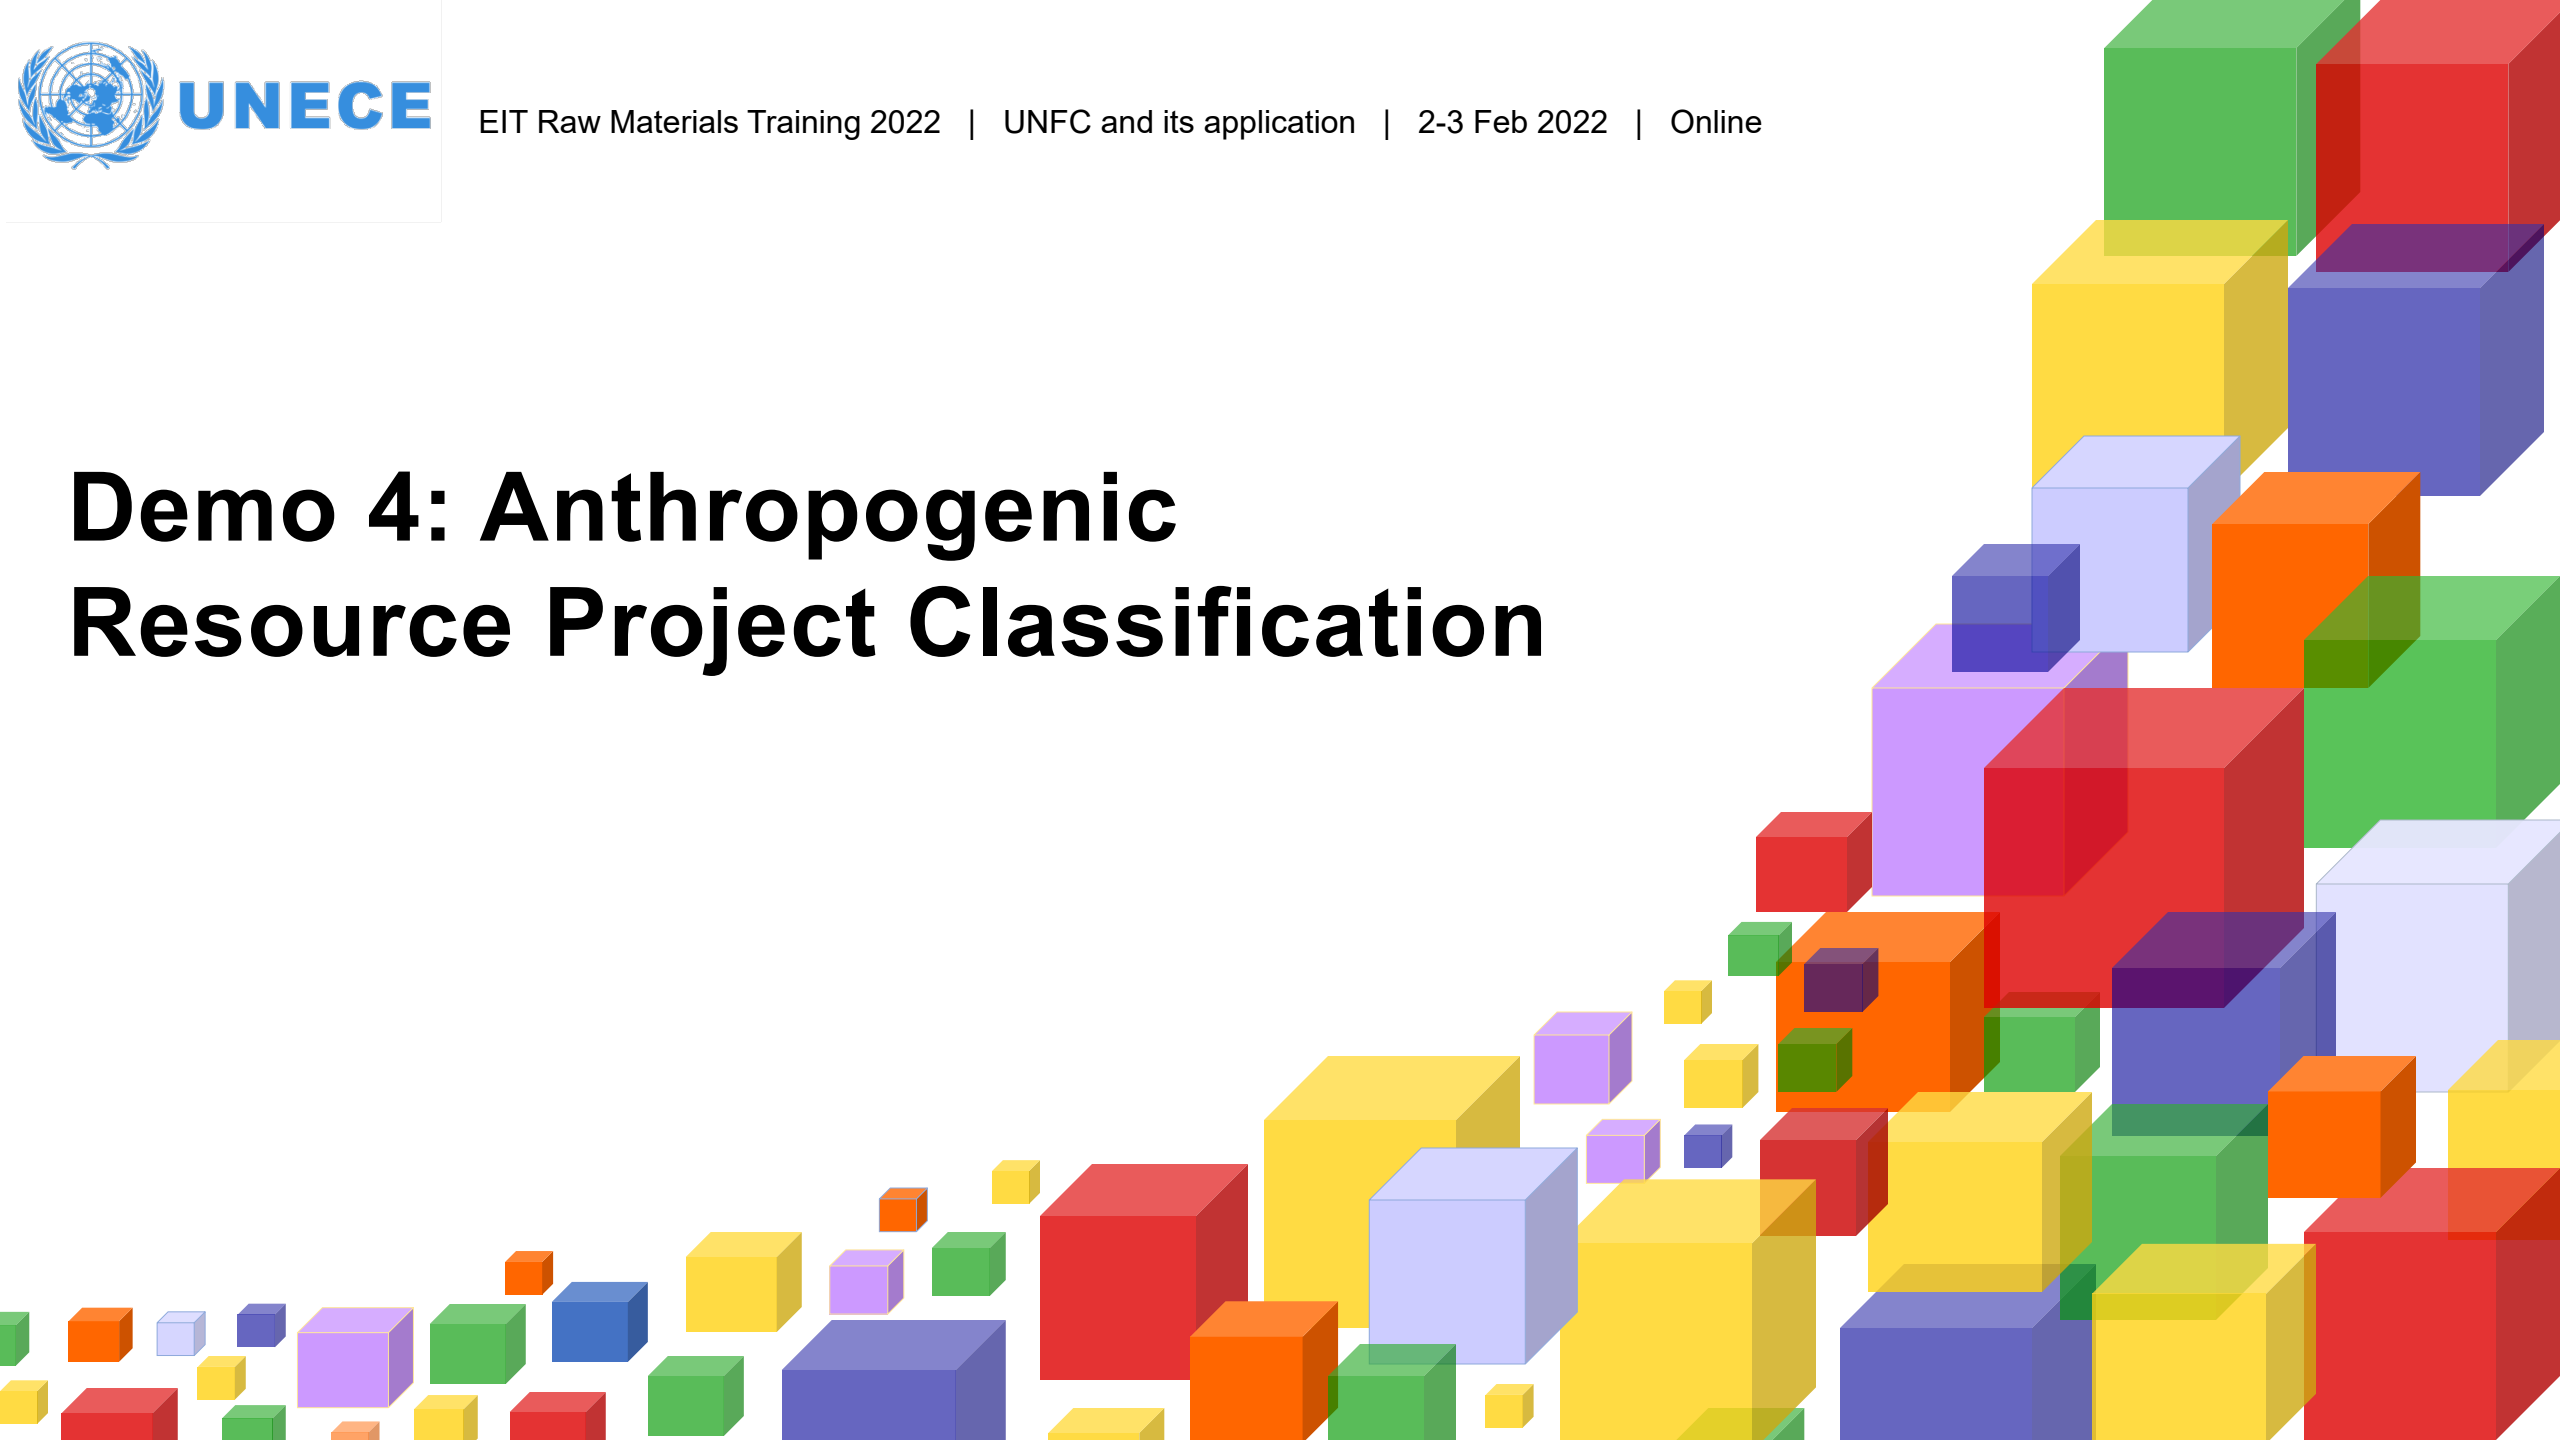 UNECE
EIT Raw Materials Training 2022 | UNFC and its application | 2-3 Feb 2022 | Online
Demo 4: Anthropogenic
Resource Project Classification